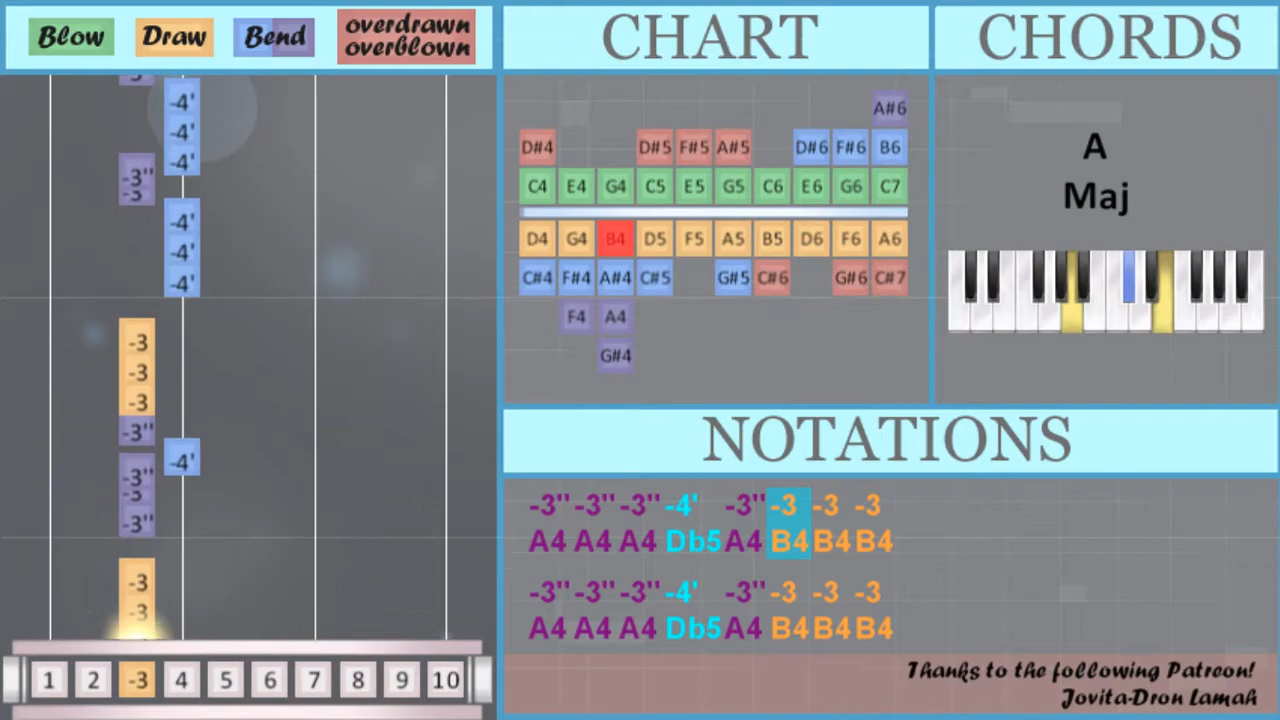 Blow Draw Bend overdrawn
overblown
CHART
CHORDS
-3''
-4'
-4'
-4'
-3''
-3''
-4'
-4'
-4'
-3
-3
-3
-3''
-4'
-3''
-3''
-3''
-3
-3
1 2 -3 4 5 6 7 8 9 10
A#6
D#4 D#5 F#5 A#5 D#6 F#6 B6
C4 E4 G4 C5 E5 G5 C6 E6 G6 C7
D4 G4 B4 D5 F5 A5 B5 D6 F6 A6
C#4 F#4 A#4 C#5 G#5 C#6 G#6 C#7
F4 A4
G#4
A
Maj
NOTATIONS
-3'' -3'' -3'' -4' -3'' -3 -3 -3
A4 A4 A4 Db5 A4 B4 B4 B4
-3'' -3'' -3'' -4' -3'' -3 -3 -3
A4 A4 A4 Db5 A4 B4 B4 B4
Thanks to the following Patreon!
Jovita-Dron Lamah